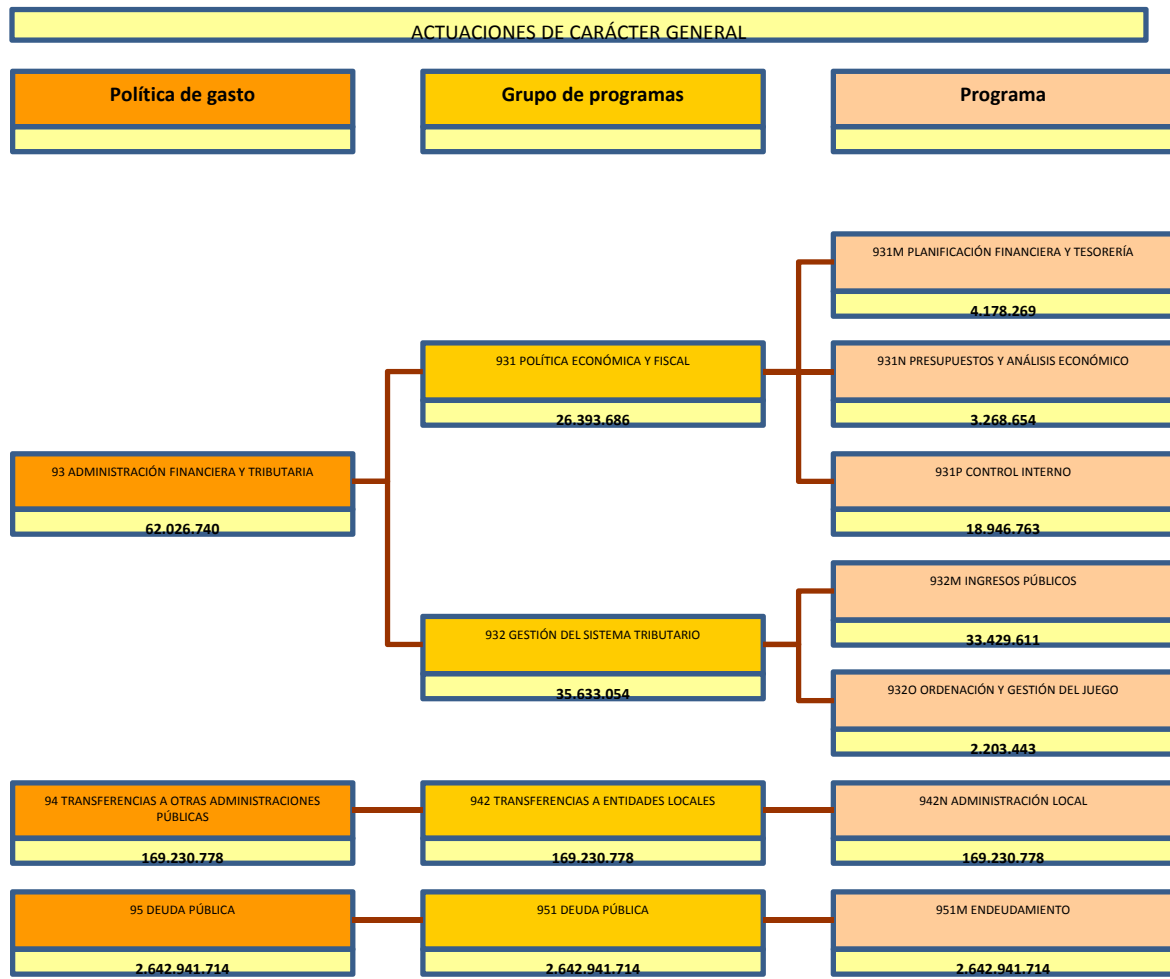 ACTUACIONES DE CARÁCTER GENERAL
Política de gasto
Grupo de programas
Programa
931M PLANIFICACIÓN FINANCIERA Y TESORERÍA
4.178.269
931 POLÍTICA ECONÓMICA Y FISCAL
26.393.686
931N PRESUPUESTOS Y ANÁLISIS ECONÓMICO
3.268.654
93 ADMINISTRACIÓN FINANCIERA Y TRIBUTARIA
62.026.740
931P CONTROL INTERNO
18.946.763
932M INGRESOS PÚBLICOS
33.429.611
932 GESTIÓN DEL SISTEMA TRIBUTARIO
35.633.054
932O ORDENACIÓN Y GESTIÓN DEL JUEGO
2.203.443
94 TRANSFERENCIAS A OTRAS ADMINISTRACIONES
PÚBLICAS
169.230.778
942 TRANSFERENCIAS A ENTIDADES LOCALES
169.230.778
942N ADMINISTRACIÓN LOCAL
169.230.778
95 DEUDA PÚBLICA
2.642.941.714
951 DEUDA PÚBLICA
2.642.941.714
951M ENDEUDAMIENTO
2.642.941.714